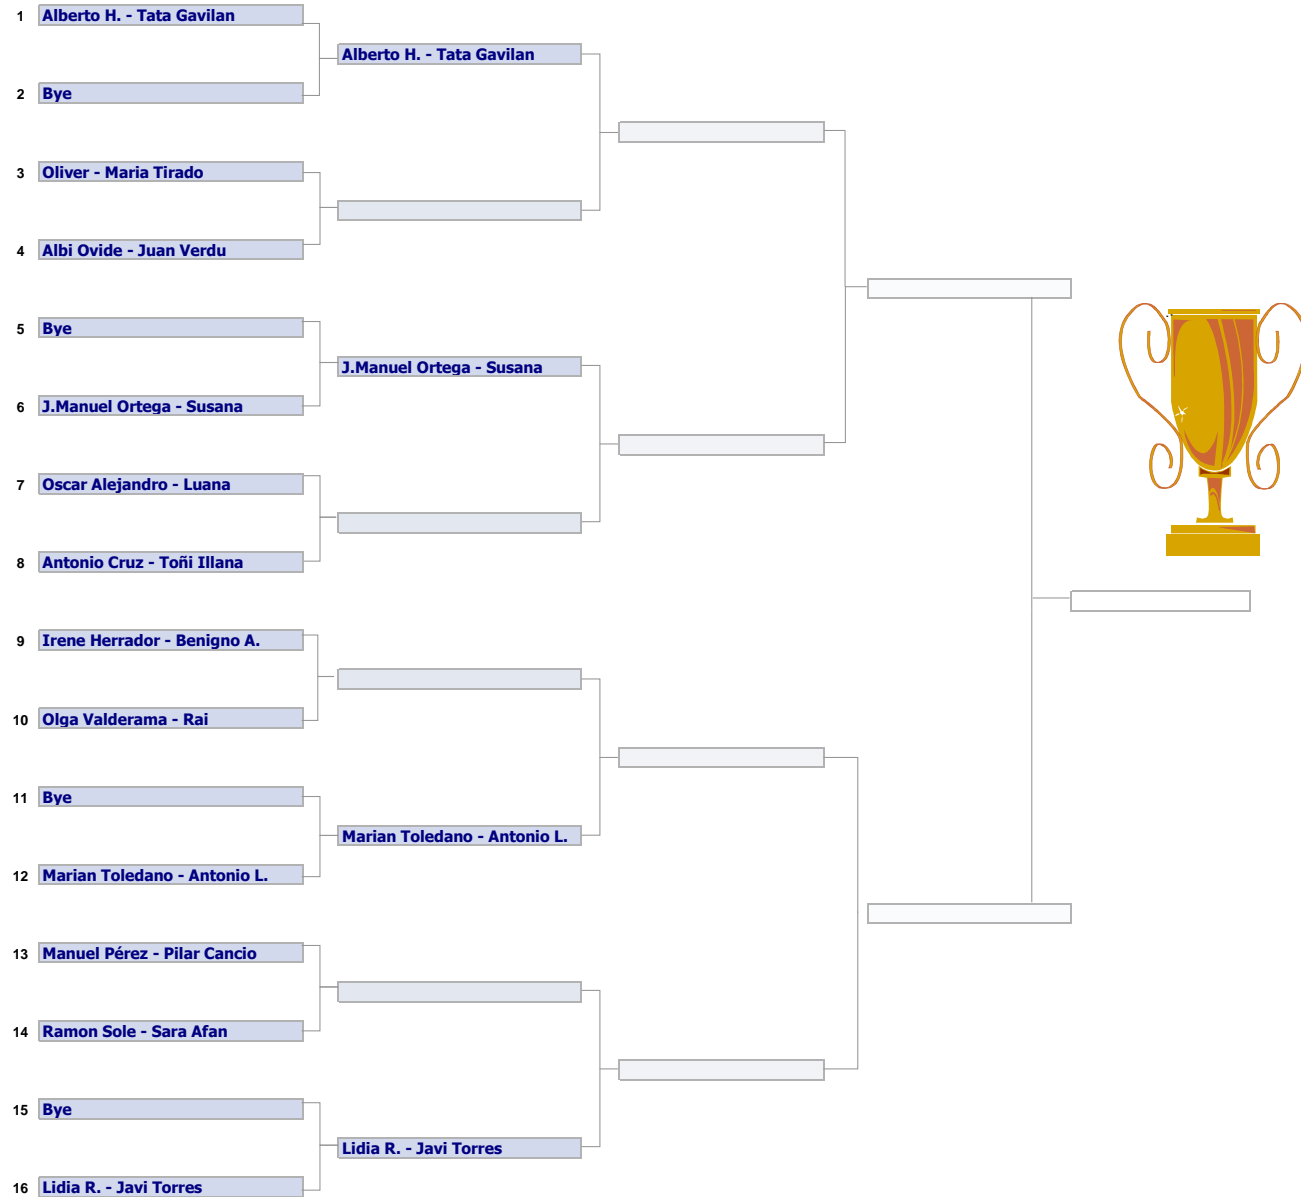 1 Alberto H. - Tata Gavilan
Alberto H. - Tata Gavilan
2 Bye
3 Oliver - Maria Tirado
4 Albi Ovide - Juan Verdu
5 Bye
J.Manuel Ortega - Susana
6 J.Manuel Ortega - Susana
7 Oscar Alejandro - Luana
8 Antonio Cruz - Toñi Illana
9 Irene Herrador - Benigno A.
10 Olga Valderama - Rai
11 Bye
Marian Toledano - Antonio L.
12 Marian Toledano - Antonio L.
13 Manuel Pérez - Pilar Cancio
14 Ramon Sole - Sara Afan
15 Bye
Lidia R. - Javi Torres
16 Lidia R. - Javi Torres